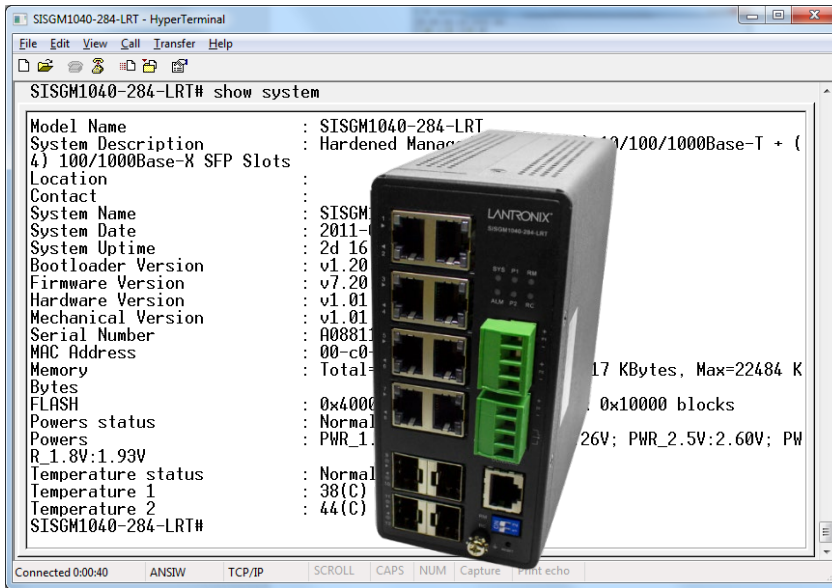 SISGM1040-284-LRT - HyperTerminal
File Edit View Call Transfer Help
SISGM1040-284-LRT# show system
Model Name : SISGM1040-284-LRT
System Description : Hardened 10/100/1000Base-T + (
4) 100/1000Base-X SFP Slots
Location :
Contact :
System Name : SISGM
System Date : 2011-
System Uptime : 2d 16
Bootloader Version : v1.20
Firmware Version : v7.20
Hardware Version : v1.01
Mechanical Version : v1.01
Serial Number : A08811
MAC Address : 00-c0-
Memory : Total= 17 KBytes, Max=22484 K
Bytes
FLASH : 0x4000 0x10000 blocks
Powers status : Normal
Powers : PWR_1. 26V; PWR_2.5V:2.60V; PW
R_1.8V:1.93V
Temperature status : Normal
Temperature 1 : 38(C)
Temperature 2 : 44(C)
SISGM1040-284-LRT#
LANTRONIX
SISGM1040-284-LRT
SYS P1 RM
ALM P2 RC
Connected 0:00:40 ANSIW TCP/IP SCROLL CAPS NUM Capture Print echo